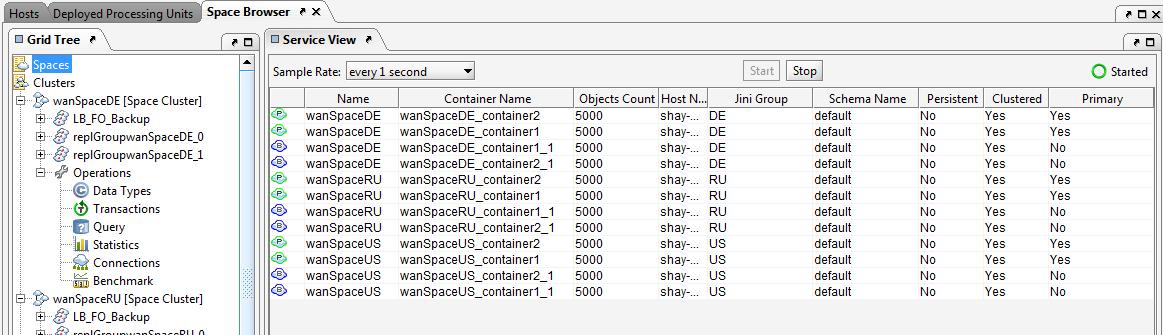 Hosts Deployed Processing Units Space Browser
Grid Tree
Spaces
Clusters
wanSpaceDE [Space Cluster]
LB_FO_Backup
replGroupwanSpaceDE_0
replGroupwanSpaceDE_1
Operations
Data Types
Transactions
Query
Statistics
Connections
Benchmark
wanSpaceRU [Space Cluster]
LB_FO_Backup
replGroupwanSpaceRU_0
Service View
Sample Rate: every 1 second Start Stop Started
Name Container Name Objects Count Host N... Jini Group Schema Name Persistent Clustered Primary
P wanSpaceDE wanSpaceDE_container2 5000 shay-... DE default No Yes Yes
P wanSpaceDE wanSpaceDE_container1 5000 shay-... DE default No Yes Yes
B wanSpaceDE wanSpaceDE_container1_1 5000 shay-... DE default No Yes No
B wanSpaceDE wanSpaceDE_container2_1 5000 shay-... DE default No Yes No
P wanSpaceRU wanSpaceRU_container2 5000 shay-... RU default No Yes Yes
P wanSpaceRU wanSpaceRU_container1 5000 shay-... RU default No Yes Yes
B wanSpaceRU wanSpaceRU_container1_1 5000 shay-... RU default No Yes No
B wanSpaceRU wanSpaceRU_container2_1 5000 shay-... RU default No Yes No
P wanSpaceUS wanSpaceUS_container2 5000 shay-... US default No Yes Yes
P wanSpaceUS wanSpaceUS_container1 5000 shay-... US default No Yes Yes
B wanSpaceUS wanSpaceUS_container2_1 5000 shay-... US default No Yes No
B wanSpaceUS wanSpaceUS_container1_1 5000 shay-... US default No Yes No